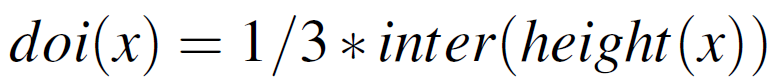 doi(x) = 1/3 * inter(height(x))